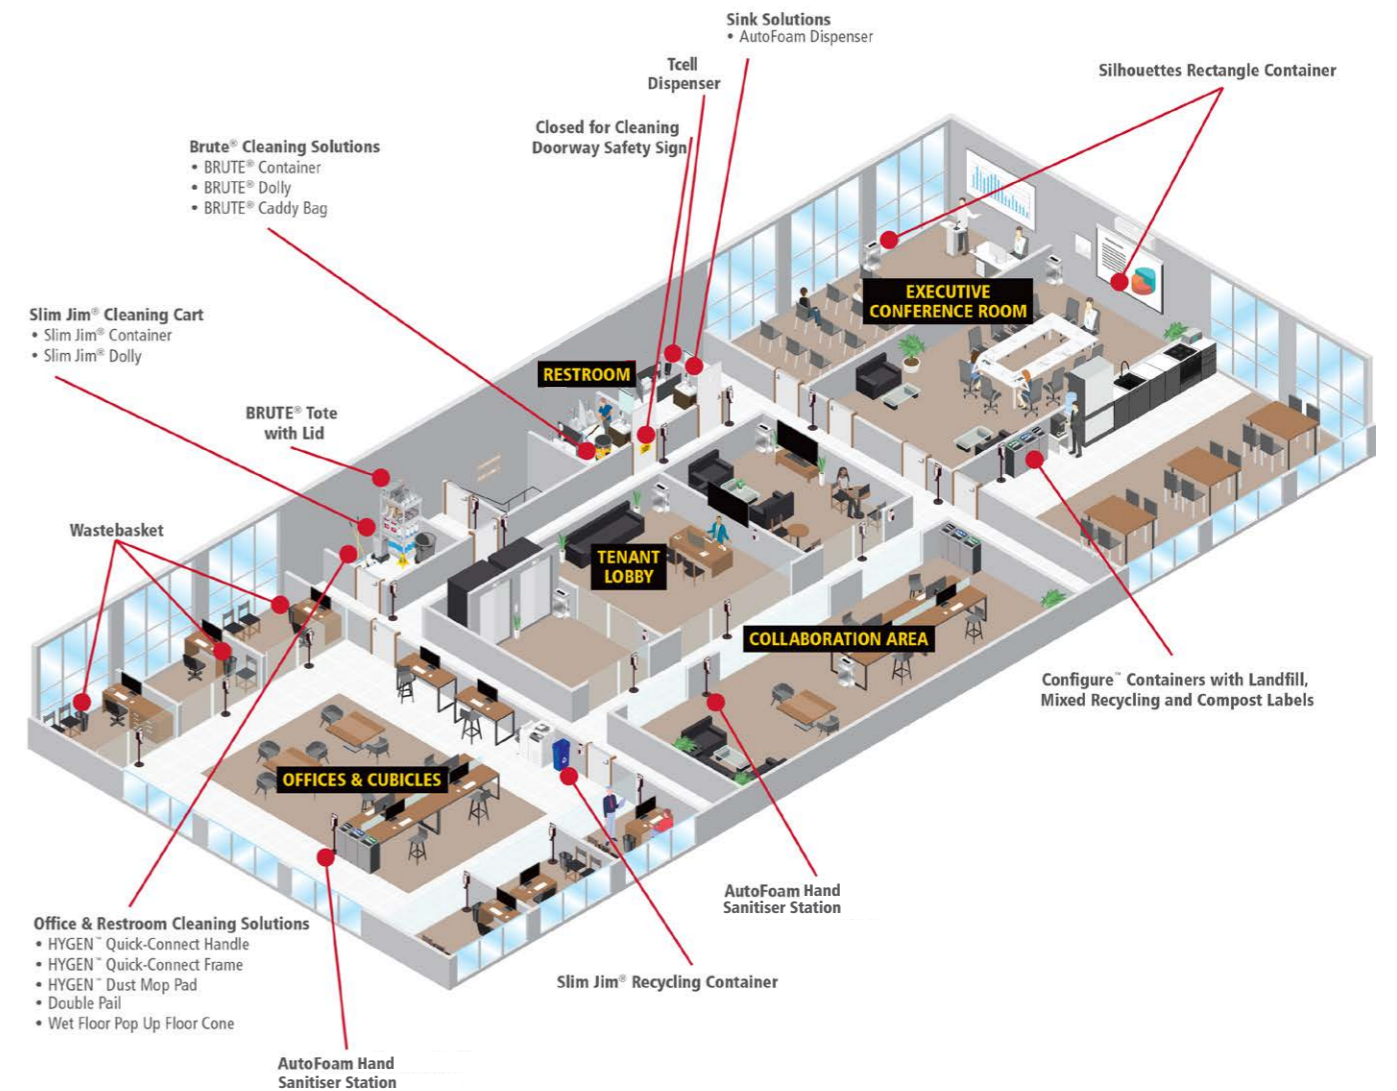 Sink Solutions
• AutoFoam Dispenser
Tcell
Dispenser
Silhouettes Rectangle Container
Closed for Cleaning
Doorway Safety Sign
Brute® Cleaning Solutions
• BRUTE® Container
• BRUTE® Dolly
• BRUTE® Caddy Bag
EXECUTIVE
CONFERENCE ROOM
Slim Jim® Cleaning Cart
• Slim Jim® Container
• Slim Jim® Dolly
RESTROOM
BRUTE® Tote
with Lid
Wastebasket
TENANT
LOBBY
COLLABORATION AREA
Configure™ Containers with Landfill,
Mixed Recycling and Compost Labels
OFFICES & CUBICLES
AutoFoam Hand
Sanitiser Station
Office & Restroom Cleaning Solutions
• HYGEN™ Quick-Connect Handle
• HYGEN™ Quick-Connect Frame
• HYGEN™ Dust Mop Pad
• Double Pail
• Wet Floor Pop Up Floor Cone
Slim Jim® Recycling Container
AutoFoam Hand
Sanitiser Station